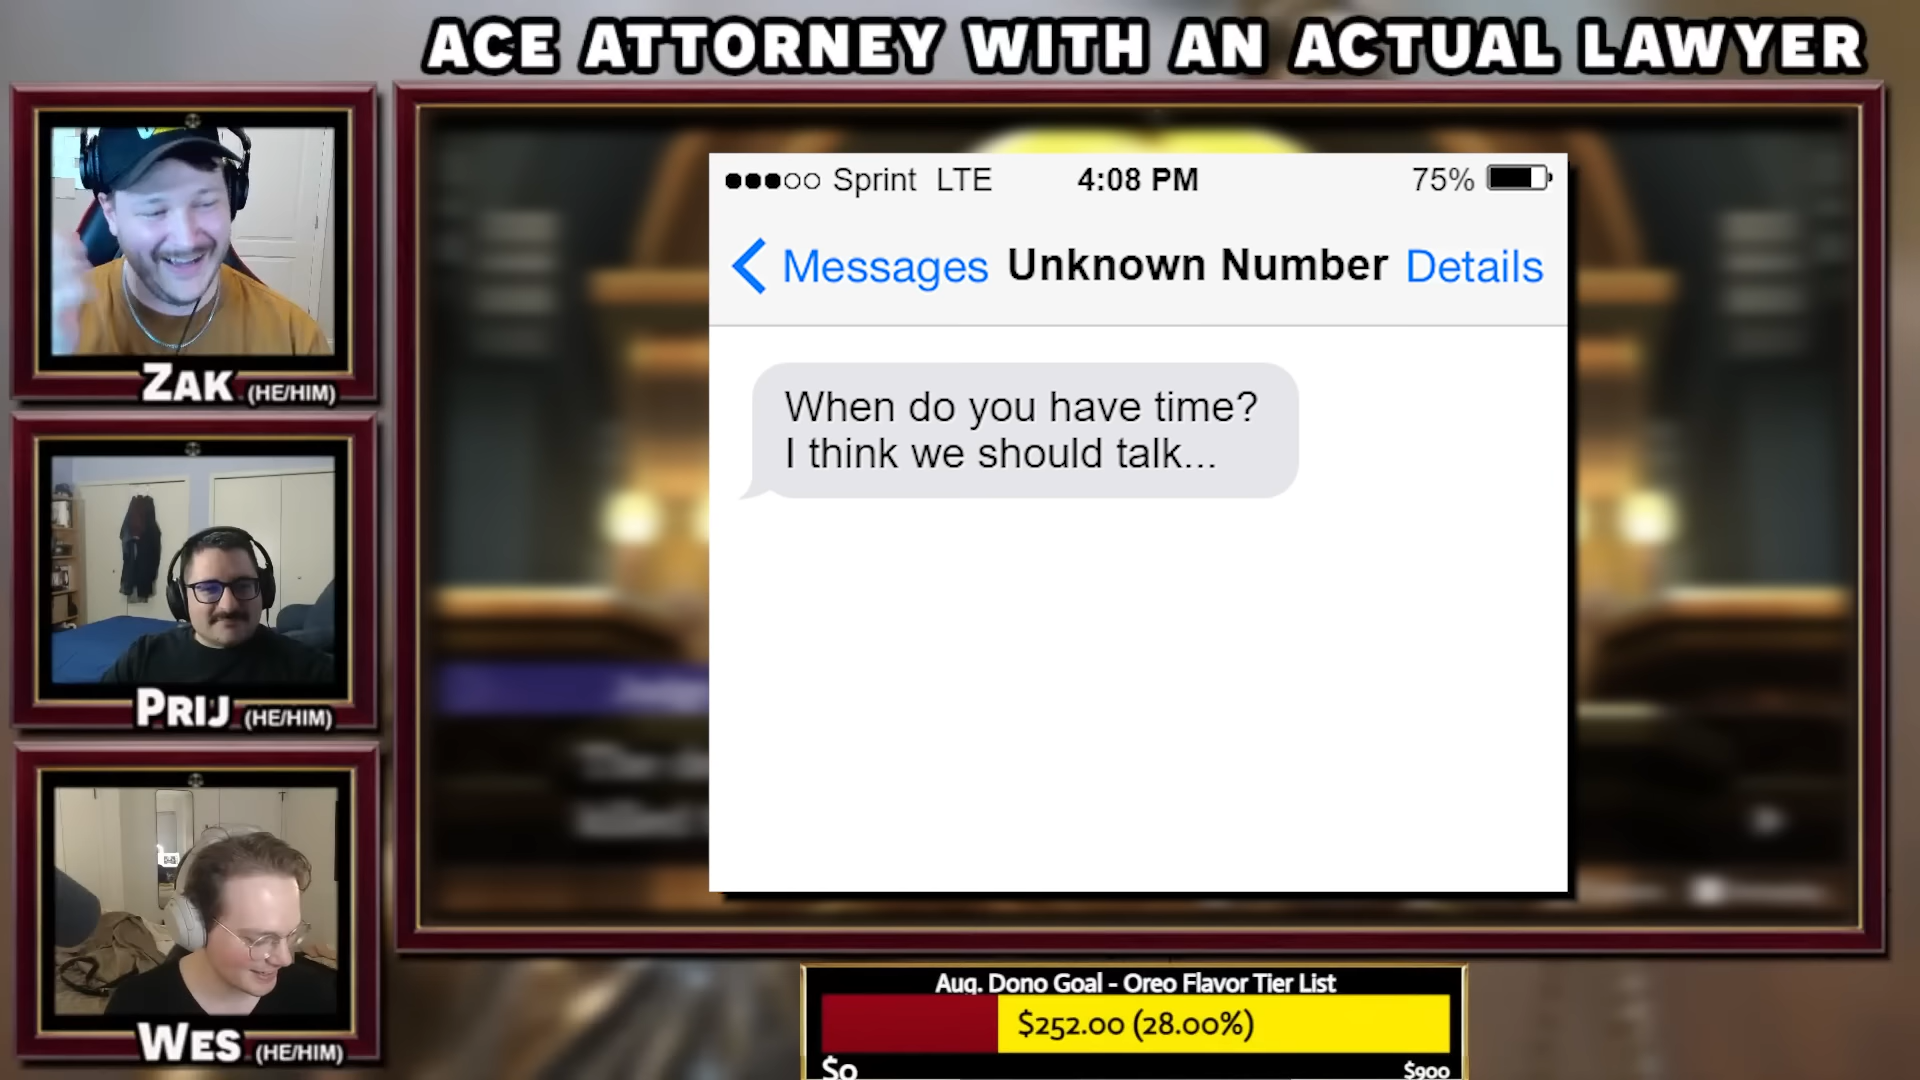 ACE ATTORNEY WITH AN ACTUAL LAWYER
ZAK (HE/HIM)
PRIJ (HE/HIM)
WES (HE/HIM)
Sprint LTE 4:08 PM 75%
Messages Unknown Number Details
When do you have time?
I think we should talk...
Aug. Dono Goal - Oreo Flavor Tier List
$252.00 (28.00%)
$0 $900